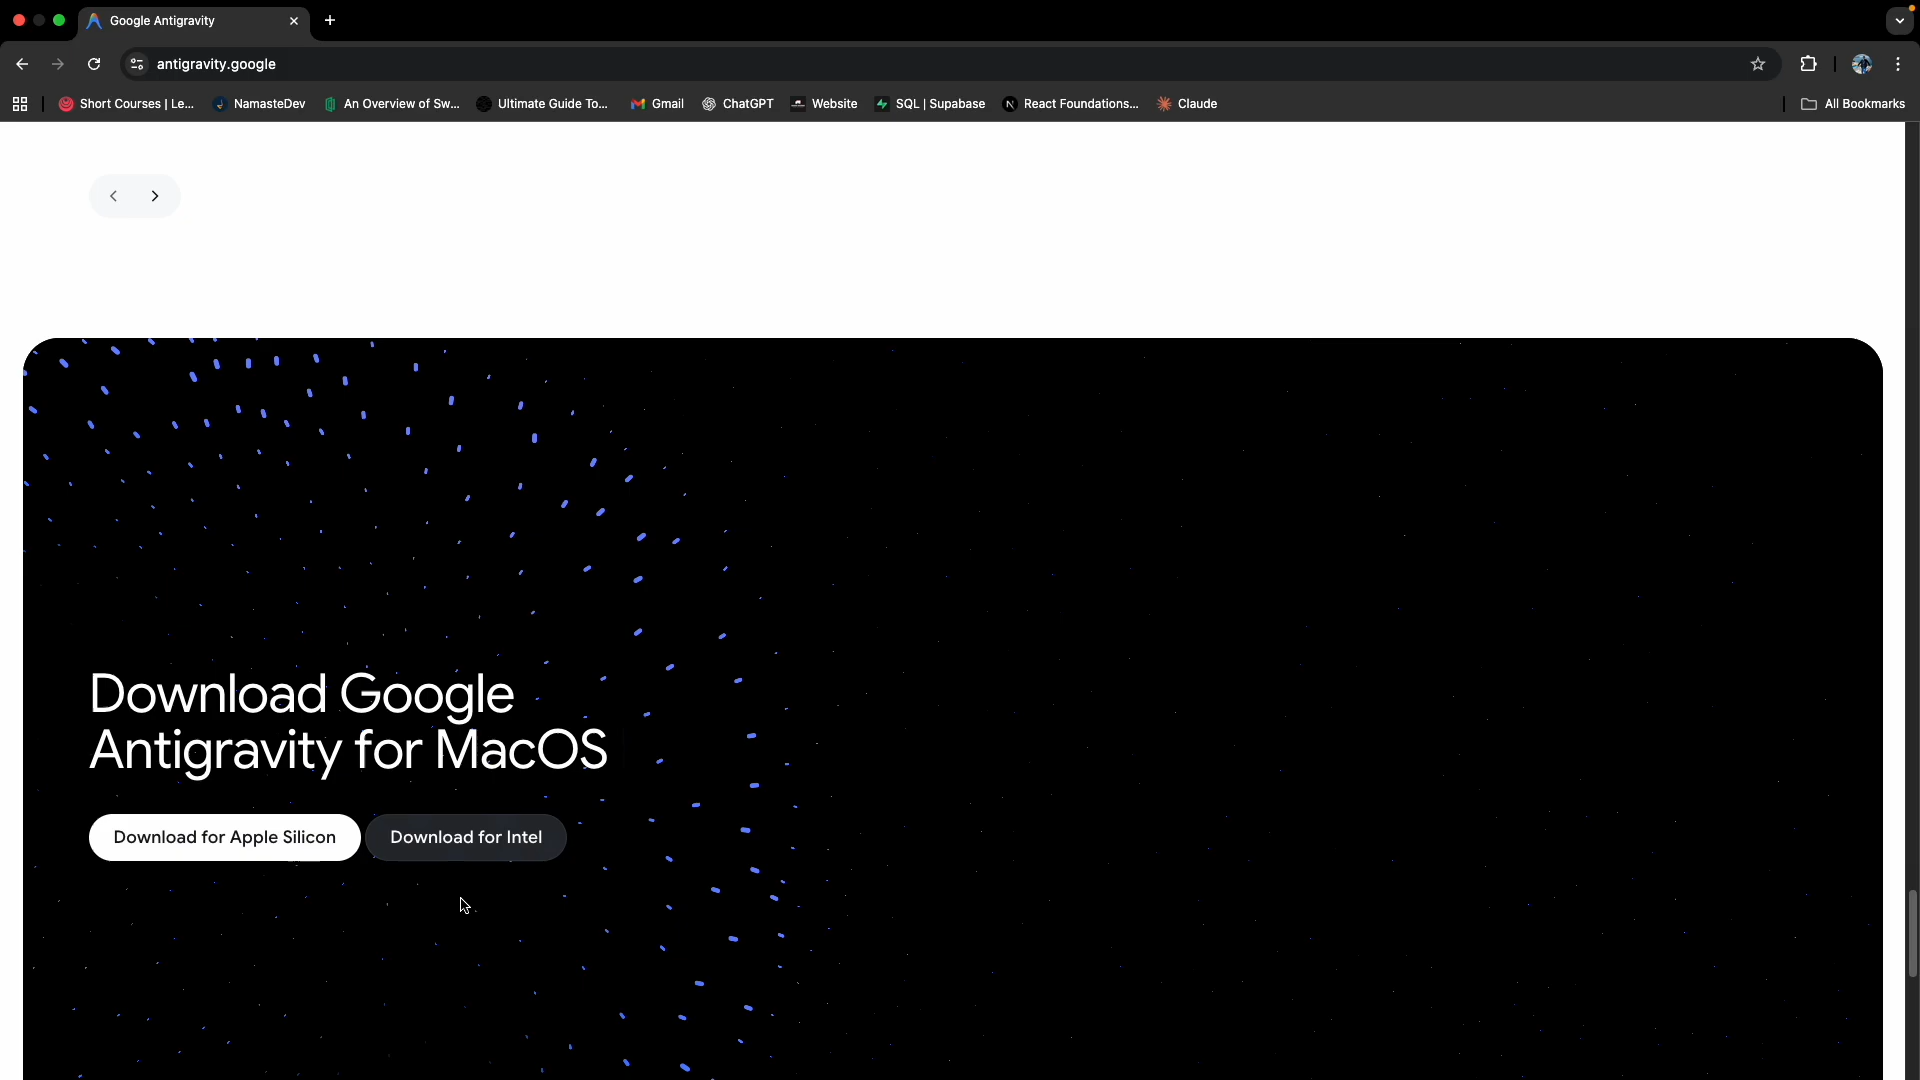 Google Antigravity
antigravity.google
Short Courses | Le...
NamasteDev
An Overview of Sw...
Ultimate Guide To...
Gmail
ChatGPT
Website
SQL | Supabase
React Foundations...
Claude
All Bookmarks
Download Google
Antigravity for MacOS
Download for Apple Silicon
Download for Intel